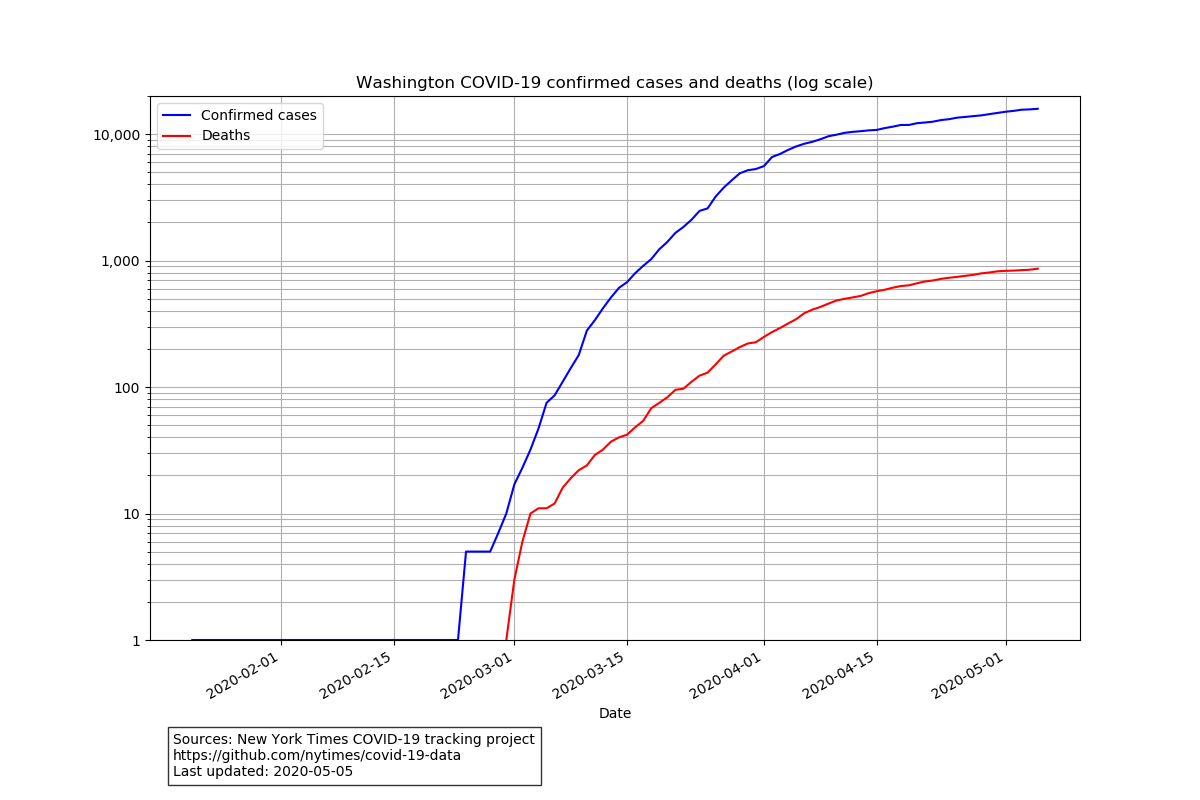 Washington COVID-19 confirmed cases and deaths (log scale)
Confirmed cases
Deaths
10,000
1,000
100
10
1
2020-02-01
2020-02-15
2020-03-01
2020-03-15
2020-04-01
2020-04-15
2020-05-01
Date
Sources: New York Times COVID-19 tracking project
https://github.com/nytimes/covid-19-data
Last updated: 2020-05-05